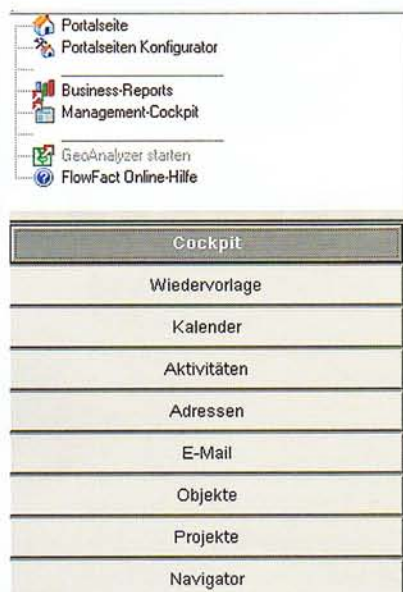 Portalseite
Portalseiten Konfigurator
Business-Reports
Management-Cockpit
GeoAnalyzer starten
FlowFact Online-Hilfe
Cockpit
Wiedervorlage
Kalender
Aktivitäten
Adressen
E-Mail
Objekte
Projekte
Navigator